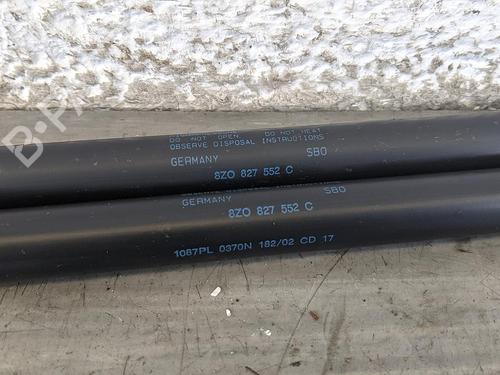 B-P
DO NOT OPEN DO NOT HEAT
OBSERVE DISPOSAL INSTRUCTIONS
GERMANY SBO
8Z0 827 552 C
GERMANY SBO
8Z0 827 552 C
1087PL 0370N 182/02 CD 17